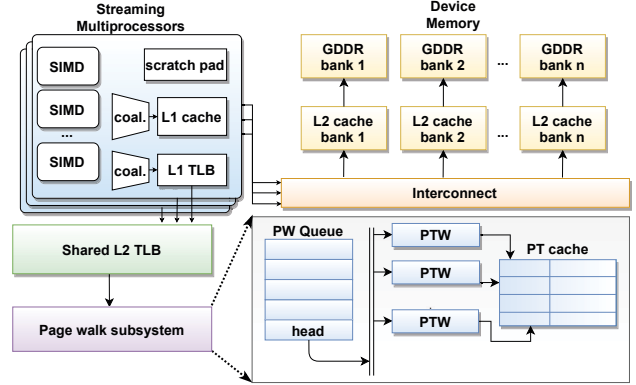 Streaming
Multiprocessors
SIMD
SIMD
...
SIMD
scratch pad
coal.
L1 cache
coal.
L1 TLB
Shared L2 TLB
Page walk subsystem
Device
Memory
GDDR
bank 1
GDDR
bank 2
...
GDDR
bank n
L2 cache
bank 1
L2 cache
bank 2
...
L2 cache
bank n
Interconnect
PW Queue
head
PTW
PTW
PTW
PT cache